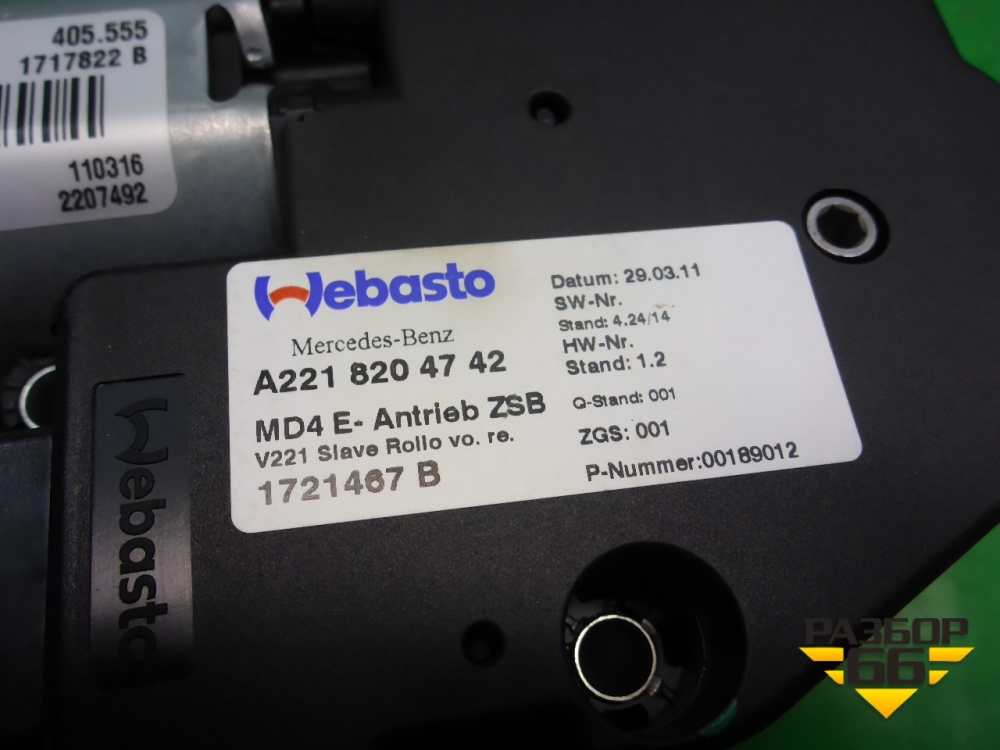 405.555
1717822 B
110316
2207492
Webasto
Mercedes-Benz
A221 820 47 42
MD4 E- Antrieb ZSB
V221 Slave Rollo vo. re.
1721467 B
Datum: 29.03.11
SW-Nr.
Stand: 4.24/14
HW-Nr.
Stand: 1.2
Q-Stand: 001
ZGS: 001
P-Nummer:00189012
Webasto
РАЗБОР
66